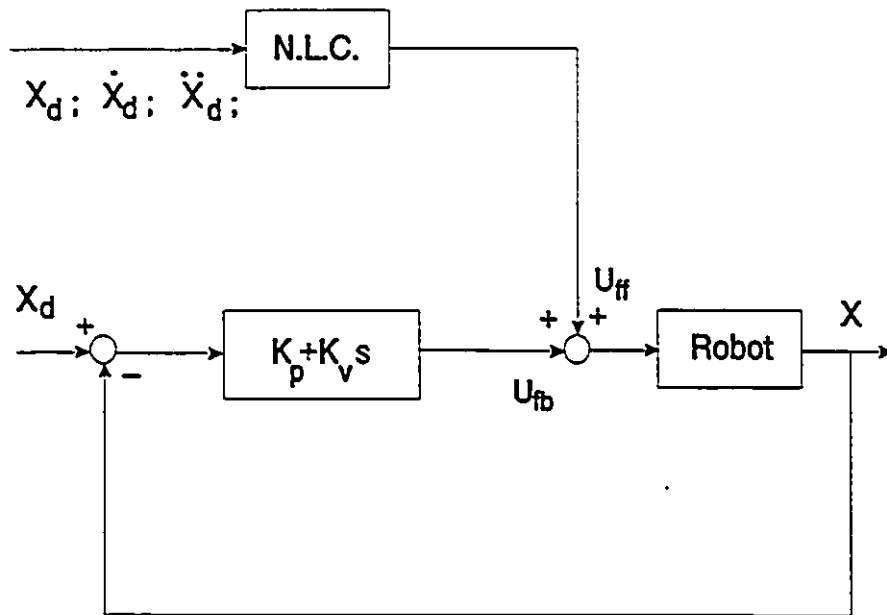 N.L.C.
X_d; Ẋ_d; Ẍ_d;
X_d
+
−
K_p+K_v s
+
U_fb
U_ff
+
Robot
X